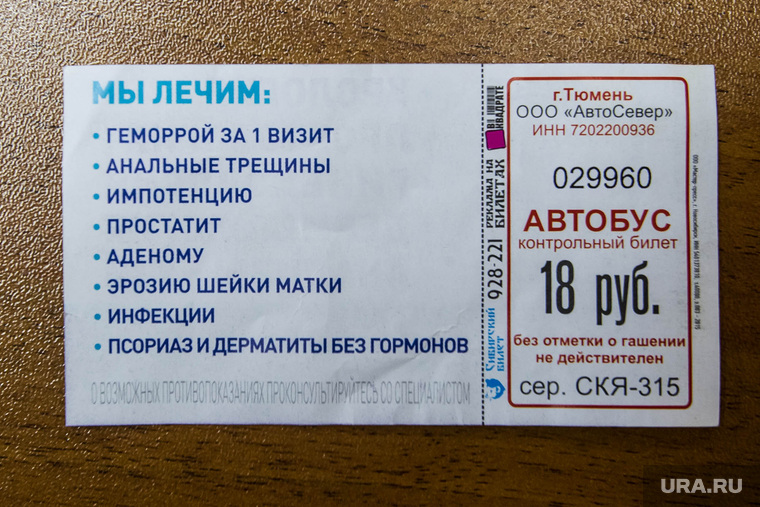 МЫ ЛЕЧИМ:
• ГЕМОРРОЙ ЗА 1 ВИЗИТ
• АНАЛЬНЫЕ ТРЕЩИНЫ
• ИМПОТЕНЦИЮ
• ПРОСТАТИТ
• АДЕНОМУ
• ЭРОЗИЮ ШЕЙКИ МАТКИ
• ИНФЕКЦИИ
• ПСОРИАЗ И ДЕРМАТИТЫ БЕЗ ГОРМОНОВ
О ВОЗМОЖНЫХ ПРОТИВОПОКАЗАНИЯХ ПРОКОНСУЛЬТИРУЙТЕСЬ СО СПЕЦИАЛИСТОМ
Сибирский
билет
928-221
РЕКЛАМА НА
БИЛЕТАХ
В1
КВАДРАТЕ
г.Тюмень
ООО «АвтоСевер»
ИНН 7202200936
029960
АВТОБУС
контрольный билет
18 руб.
без отметки о гашении
не действителен
сер. СКЯ-315
URA.RU